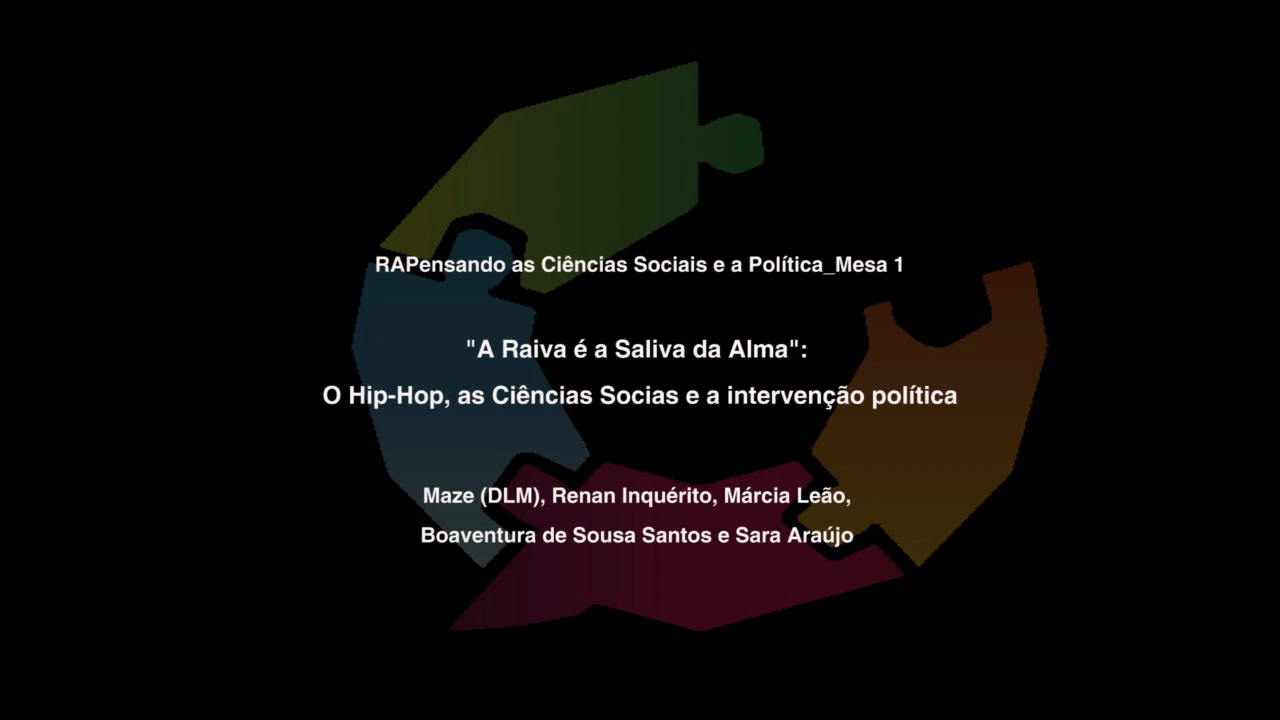 RAPensando as Ciências Sociais e a Política_Mesa 1
"A Raiva é a Saliva da Alma":
O Hip-Hop, as Ciências Socias e a intervenção política
Maze (DLM), Renan Inquérito, Márcia Leão,
Boaventura de Sousa Santos e Sara Araújo